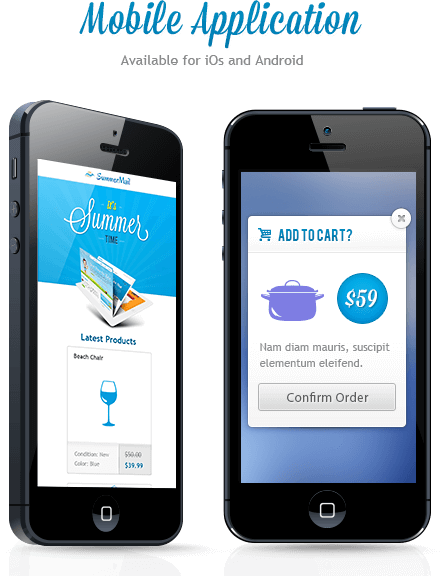 Mobile Application
Available for iOs and Android
SummerMail
it's
Summer
TIME
Latest Products
Beach Chair
Condition: New
$50.00
Color: Blue
$39.99
ADD TO CART?
$59
Nam diam mauris, suscipit
elementum eleifend.
Confirm Order